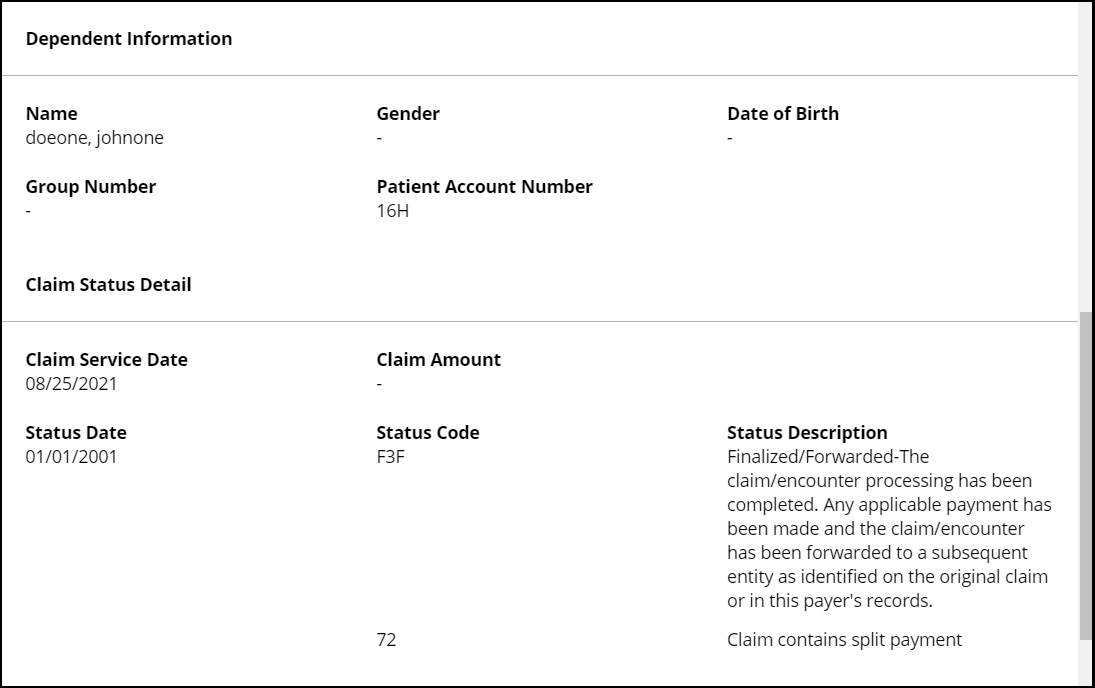 Dependent Information
Name Gender Date of Birth
doeone, johnone - -
Group Number Patient Account Number
- 16H
Claim Status Detail
Claim Service Date Claim Amount
08/25/2021 -
Status Date Status Code Status Description
01/01/2001 F3F Finalized/Forwarded-The
claim/encounter processing has been
completed. Any applicable payment has
been made and the claim/encounter
has been forwarded to a subsequent
entity as identified on the original claim
or in this payer's records.
72 Claim contains split payment